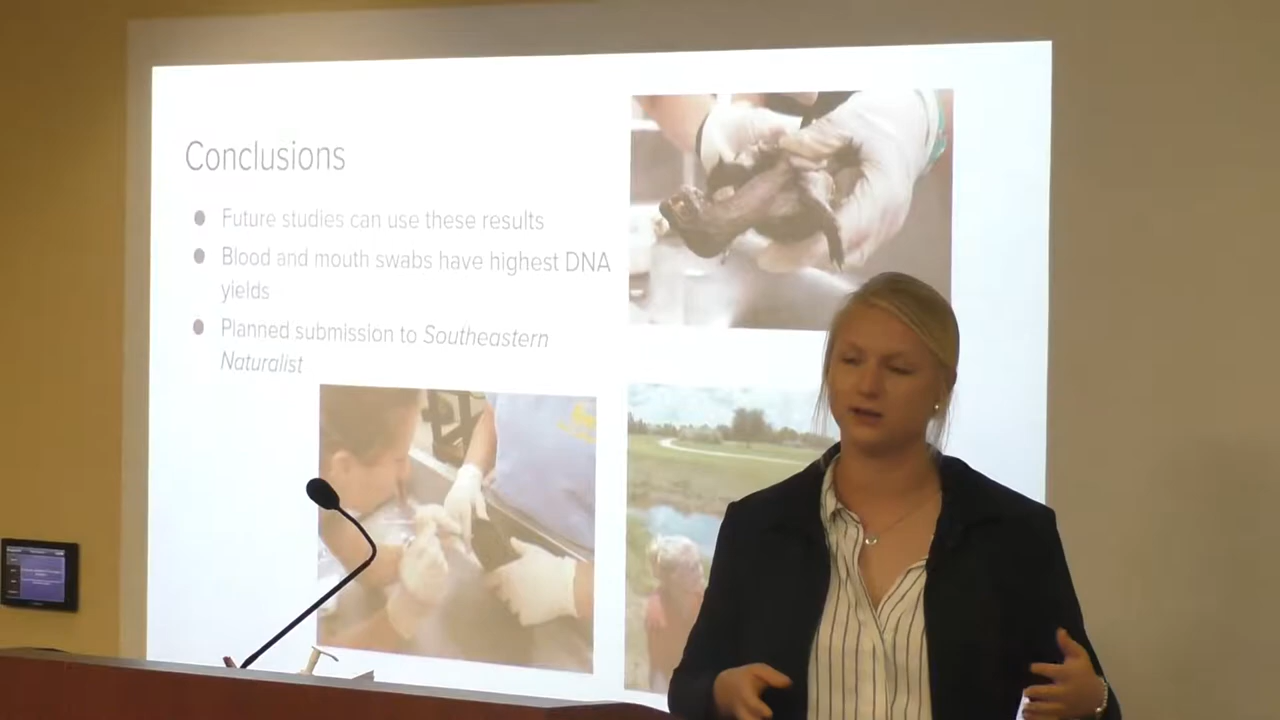 Conclusions
Future studies can use these results
Blood and mouth swabs have highest DNA
yields
Planned submission to Southeastern
Naturalist